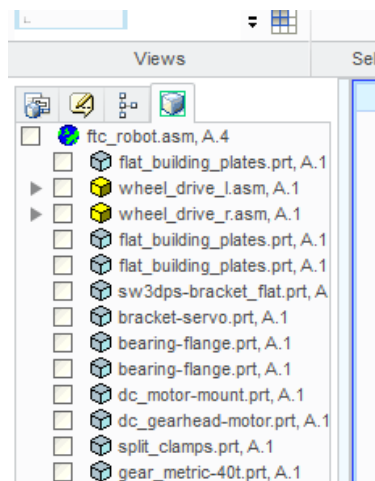 Views
Sel
ftc_robot.asm, A.4
flat_building_plates.prt, A.1
wheel_drive_l.asm, A.1
wheel_drive_r.asm, A.1
flat_building_plates.prt, A.1
flat_building_plates.prt, A.1
sw3dps-bracket_flat.prt, A
bracket-servo.prt, A.1
bearing-flange.prt, A.1
bearing-flange.prt, A.1
dc_motor-mount.prt, A.1
dc_gearhead-motor.prt, A.1
split_clamps.prt, A.1
gear_metric-40t.prt, A.1